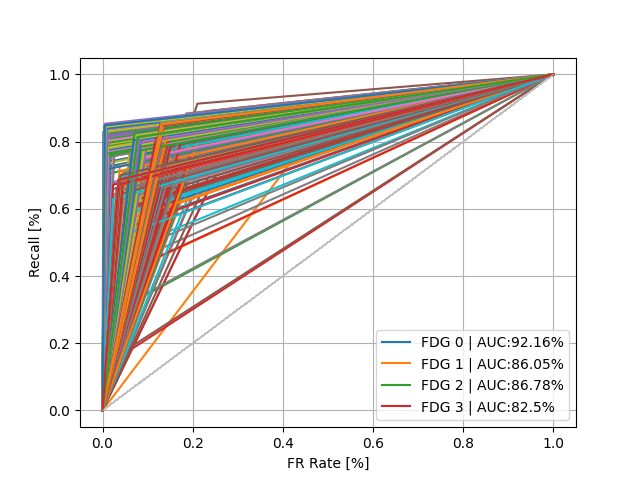 1.0
0.8
0.6
0.4
0.2
0.0
Recall [%]
0.0 0.2 0.4 0.6 0.8 1.0
FR Rate [%]
FDG 0 | AUC:92.16%
FDG 1 | AUC:86.05%
FDG 2 | AUC:86.78%
FDG 3 | AUC:82.5%